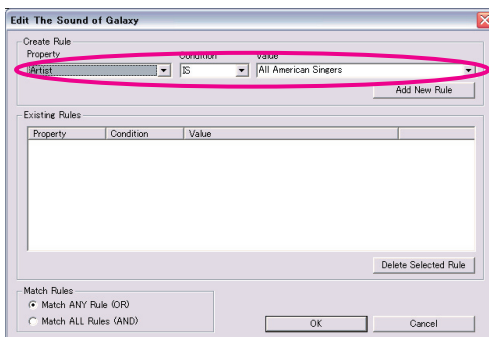 Edit The Sound of Galaxy
Create Rule
Property Condition Value
Artist IS All American Singers
Add New Rule
Existing Rules
Property Condition Value
Delete Selected Rule
Match Rules
Match ANY Rule (OR)
Match ALL Rules (AND)
OK Cancel